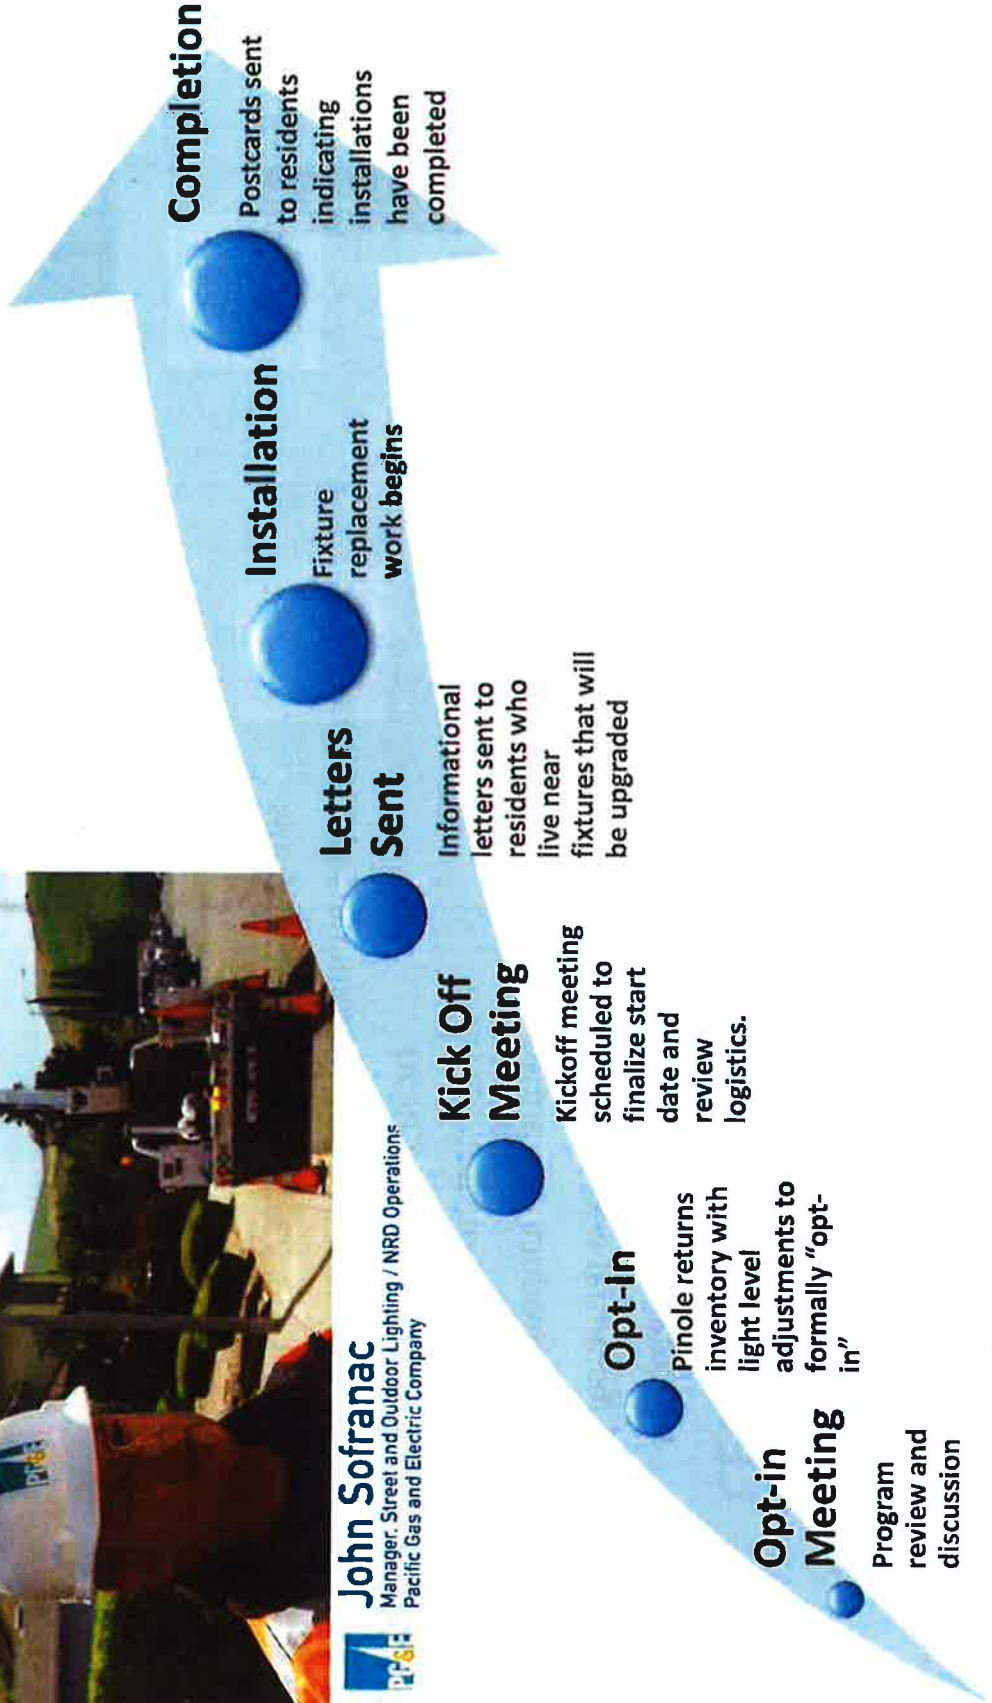 PG&E
PG&E
John Sofranac
Manager, Street and Outdoor Lighting / NRD Operations
Pacific Gas and Electric Company
Opt-in
Meeting
Program
review and
discussion
Opt-In
Pinole returns
inventory with
light level
adjustments to
formally "opt-
in"
Kick Off
Meeting
Kickoff meeting
scheduled to
finalize start
date and
review
logistics.
Letters
Sent
Informational
letters sent to
residents who
live near
fixtures that will
be upgraded
Installation
Fixture
replacement
work begins
Completion
Postcards sent
to residents
indicating
installations
have been
completed